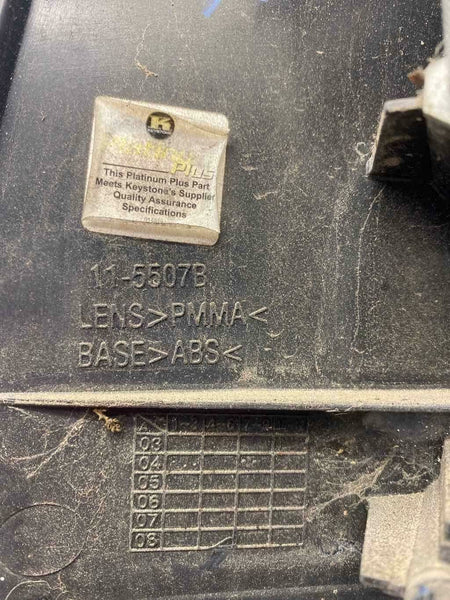 K
Plus
This Platinum Plus Part
Meets Keystone's Supplier
Quality Assurance
Specifications
11-5507B
LENS>PMMA<
BASE>ABS<
03
04
05
06
07
08